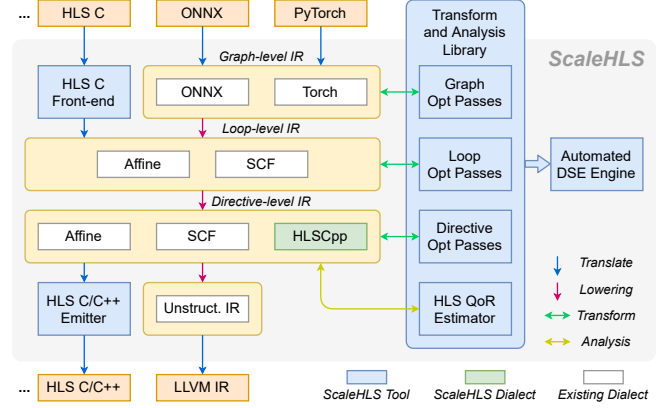 ...
HLS C
ONNX
PyTorch
Transform
and Analysis
Library
Graph-level IR
ScaleHLS
HLS C
Front-end
ONNX
Torch
Graph
Opt Passes
Loop-level IR
Affine
SCF
Loop
Opt Passes
Automated
DSE Engine
Directive-level IR
Affine
SCF
HLSCpp
Directive
Opt Passes
Translate
Lowering
Transform
Analysis
HLS C/C++
Emitter
Unstruct. IR
HLS QoR
Estimator
...
HLS C/C++
LLVM IR
ScaleHLS Tool
ScaleHLS Dialect
Existing Dialect